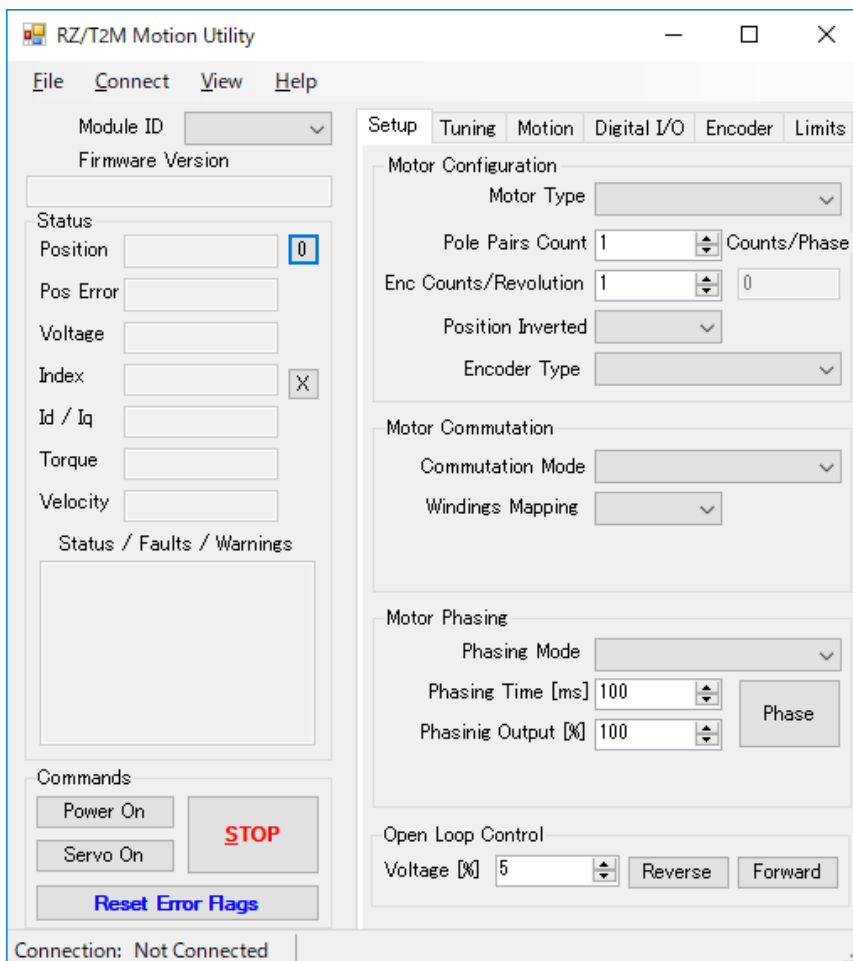 RZ/T2M Motion Utility
File Connect View Help
Module ID
Firmware Version
Status
Position 0
Pos Error
Voltage
Index X
Id / Iq
Torque
Velocity
Status / Faults / Warnings
Commands
Power On
STOP
Servo On
Reset Error Flags
Setup Tuning Motion Digital I/O Encoder Limits
Motor Configuration
Motor Type
Pole Pairs Count 1 Counts/Phase
Enc Counts/Revolution 1 0
Position Inverted
Encoder Type
Motor Commutation
Commutation Mode
Windings Mapping
Motor Phasing
Phasing Mode
Phasing Time [ms] 100
Phasinig Output [%] 100
Phase
Open Loop Control
Voltage [%] 5 Reverse Forward
Connection: Not Connected